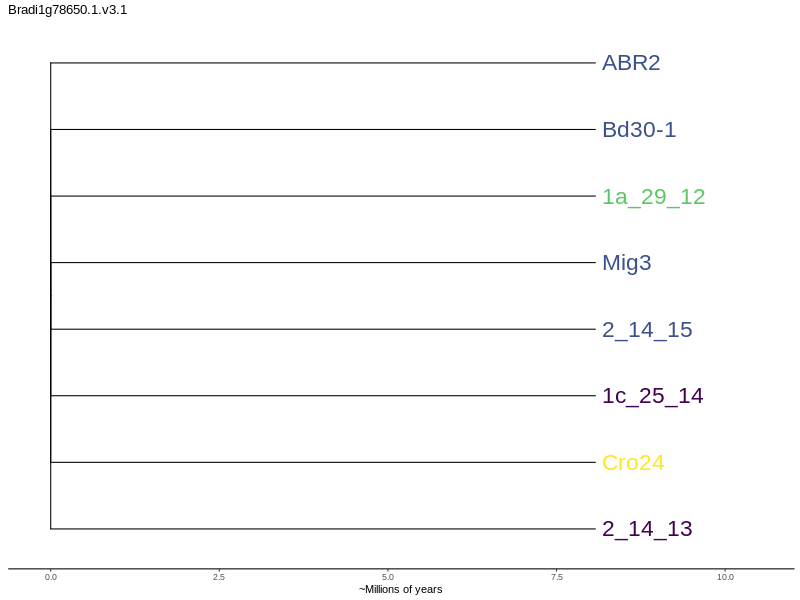 Bradi1g78650.1.v3.1
ABR2
Bd30-1
1a_29_12
Mig3
2_14_15
1c_25_14
Cro24
2_14_13
0.0 2.5 5.0 7.5 10.0
~Millions of years